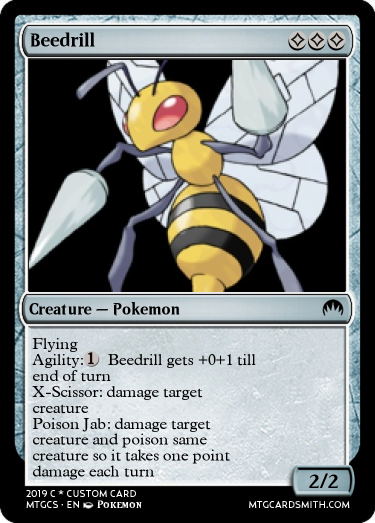 Beedrill
Creature — Pokemon
Flying
Agility: 1 Beedrill gets +0+1 till
end of turn
X-Scissor: damage target
creature
Poison Jab: damage target
creature and poison same
creature so it takes one point
damage each turn
2/2
2019 C * CUSTOM CARD
MTGCS · EN POKEMON
MTGCARDSMITH.COM